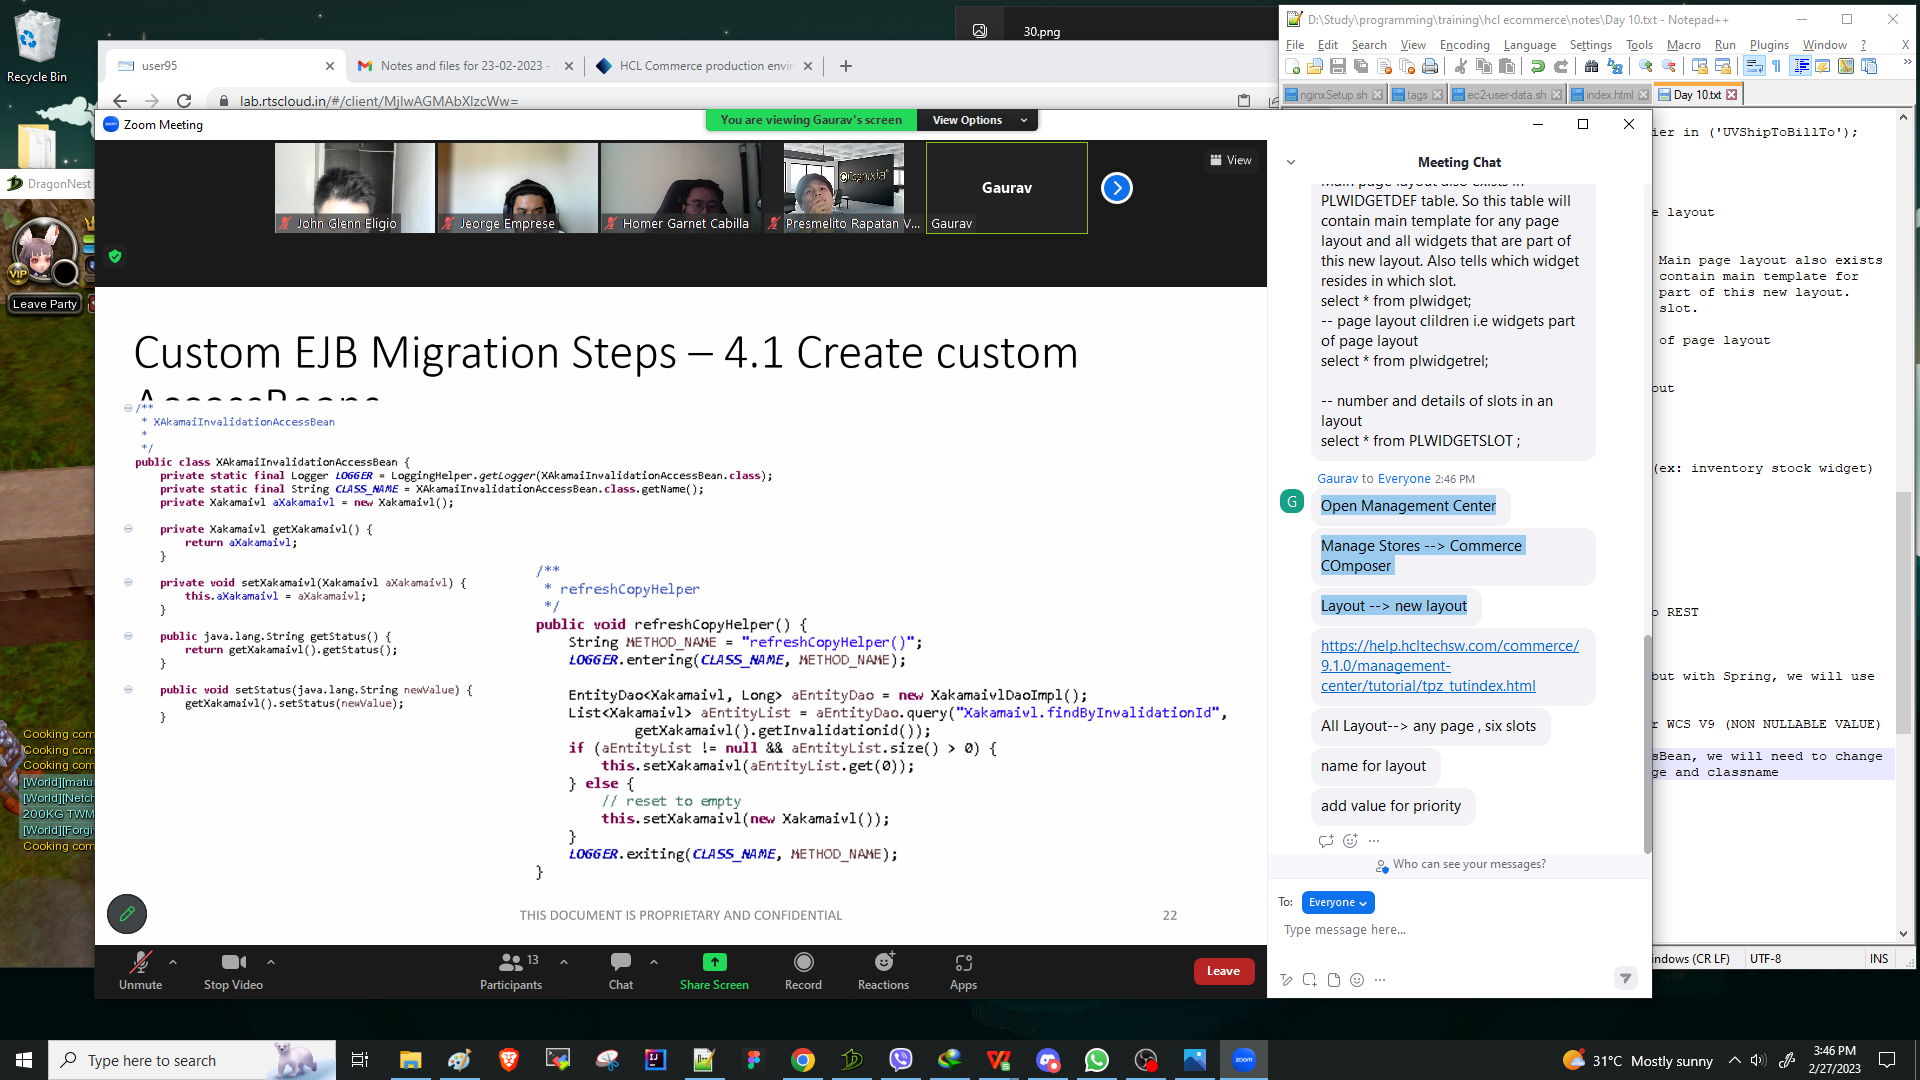 Recycle Bin
30.png
user95
Notes and files for 23-02-2023 -
HCL Commerce production envir
lab.rtscloud.in/#/client/MjIwAGMAbXlzcWw=
DragonNest
VIP
Leave Party
Zoom Meeting
You are viewing Gaurav's screen
View Options
View
John Glenn Eligio
Jeorge Emprese
Homer Garnet Cabilla
Presmelito Rapatan V...
Gaurav
Gaurav
Custom EJB Migration Steps – 4.1 Create custom
AccessBeans
/**
* XAkamaiInvalidationAccessBean
*
*/
public class XAkamaiInvalidationAccessBean {
private static final Logger LOGGER = LoggingHelper.getLogger(XAkamaiInvalidationAccessBean.class);
private static final String CLASS_NAME = XAkamaiInvalidationAccessBean.class.getName();
private Xakamaivl aXakamaivl = new Xakamaivl();
private Xakamaivl getXakamaivl() {
return aXakamaivl;
}
private void setXakamaivl(Xakamaivl aXakamaivl) {
this.aXakamaivl = aXakamaivl;
}
public java.lang.String getStatus() {
return getXakamaivl().getStatus();
}
public void setStatus(java.lang.String newValue) {
getXakamaivl().setStatus(newValue);
}
/**
* refreshCopyHelper
*/
public void refreshCopyHelper() {
String METHOD_NAME = "refreshCopyHelper()";
LOGGER.entering(CLASS_NAME, METHOD_NAME);
EntityDao<Xakamaivl, Long> aEntityDao = new XakamaivlDaoImpl();
List<Xakamaivl> aEntityList = aEntityDao.query("Xakamaivl.findByInvalidationId",
getXakamaivl().getInvalidationid());
if (aEntityList != null && aEntityList.size() > 0) {
this.setXakamaivl(aEntityList.get(0));
} else {
// reset to empty
this.setXakamaivl(new Xakamaivl());
}
LOGGER.exiting(CLASS_NAME, METHOD_NAME);
}
THIS DOCUMENT IS PROPRIETARY AND CONFIDENTIAL
22
Cooking com
Cooking com
Cooking com
[World][matu
[World][Netch
200KG TWM
[World][Forgi
Cooking com
Unmute
Stop Video
13
Participants
Chat
Share Screen
Record
Reactions
Apps
Leave
Meeting Chat
Main page layout also exists in
PLWIDGETDEF table. So this table will
contain main template for any page
layout and all widgets that are part of
this new layout. Also tells which widget
resides in which slot.
select * from plwidget;
-- page layout clildren i.e widgets part
of page layout
select * from plwidgetrel;
-- number and details of slots in an
layout
select * from PLWIDGETSLOT ;
Gaurav to Everyone 2:46 PM
G
Open Management Center
Manage Stores --> Commerce
COmposer
Layout --> new layout
https://help.hcltechsw.com/commerce/
9.1.0/management-
center/tutorial/tpz_tutindex.html
All Layout--> any page , six slots
name for layout
add value for priority
Who can see your messages?
To: Everyone
Type message here...
D:\Study\programming\training\hcl ecommerce\notes\Day 10.txt - Notepad++
File Edit Search View Encoding Language Settings Tools Macro Run Plugins Window ? X
nginxSetup.sh
tags
ec2-user-data.sh
index.html
Day 10.txt
ier in ('UVShipToBillTo');
e layout
Main page layout also exists
contain main template for
part of this new layout.
slot.
of page layout
out
(ex: inventory stock widget)
o REST
but with Spring, we will use
r WCS V9 (NON NULLABLE VALUE)
sBean, we will need to change
ge and classname
indows (CR LF)
UTF-8
INS
Type here to search
31°C Mostly sunny
3:46 PM
2/27/2023